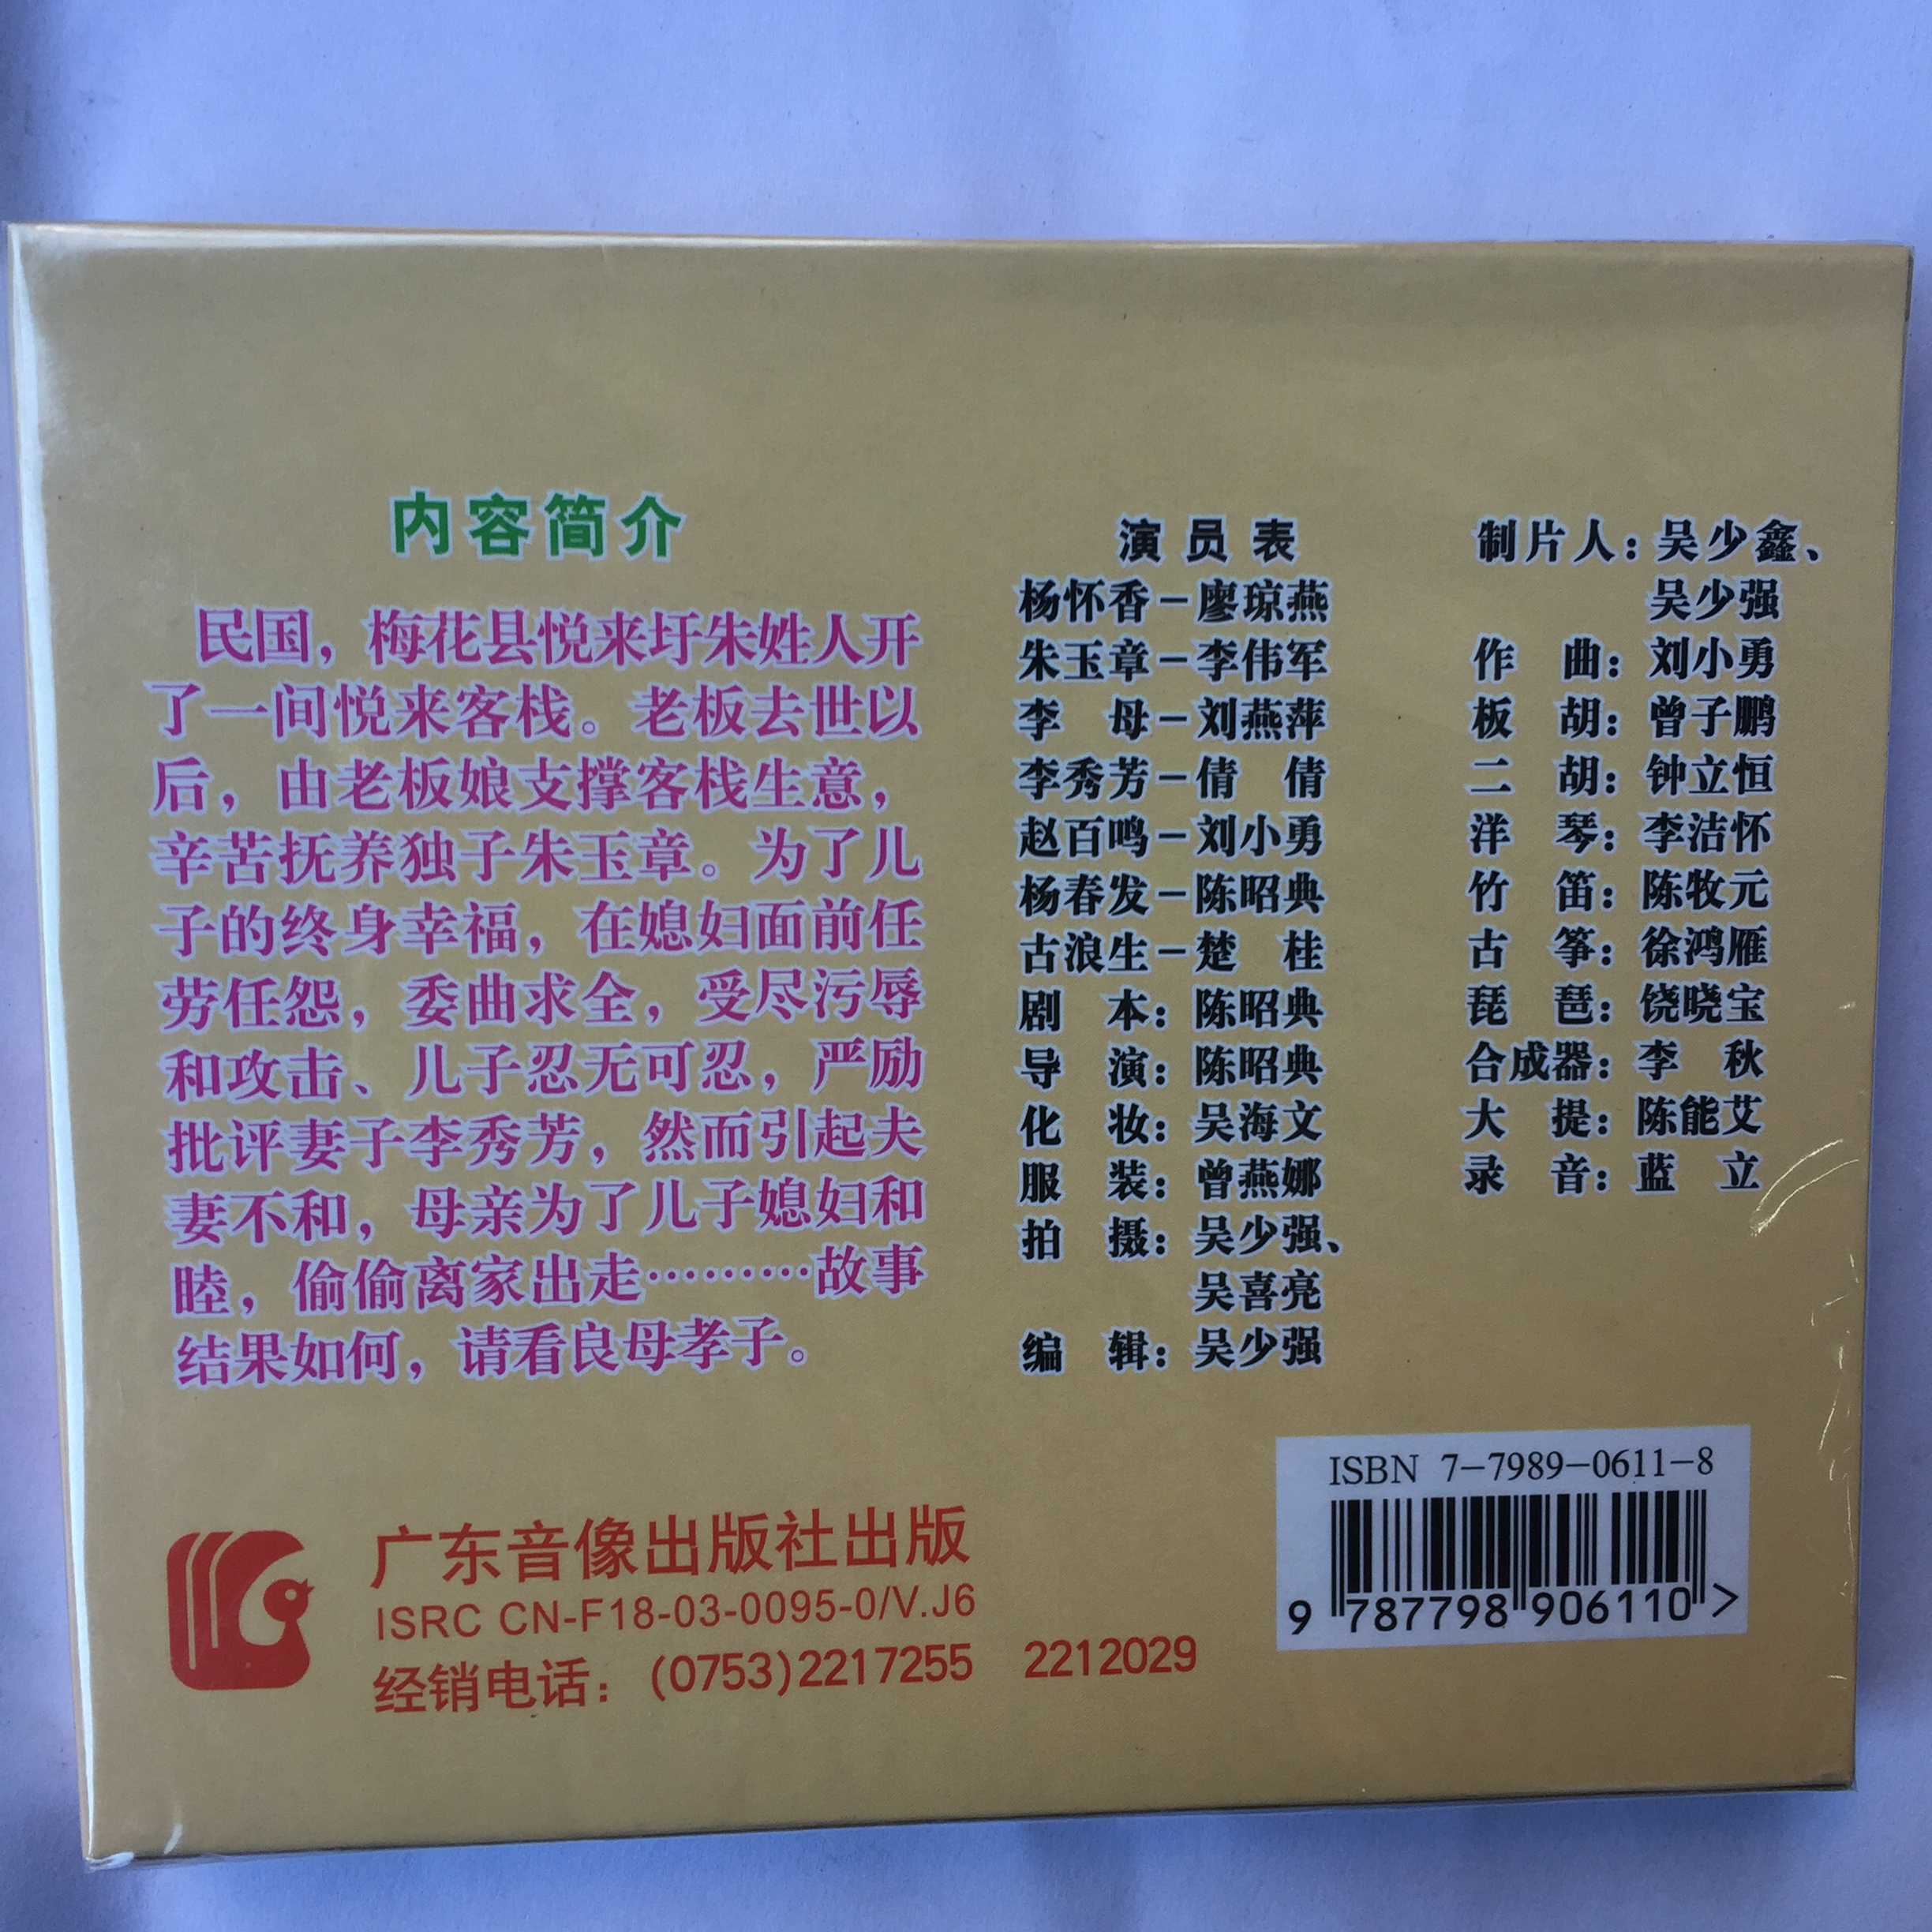 内容简介
民国，梅花县悦来圩朱姓人开
了一间悦来客栈。老板去世以
后，由老板娘支撑客栈生意，
辛苦抚养独子朱玉章。为了儿
子的终身幸福，在媳妇面前任
劳任怨，委曲求全，受尽污辱
和攻击、儿子忍无可忍，严励
批评妻子李秀芳，然而引起夫
妻不和，母亲为了儿子媳妇和
睦，偷偷离家出走………故事
结果如何，请看良母孝子。
演员表
杨怀香－廖琼燕
朱玉章－李伟军
李　母－刘燕萍
李秀芳－倩　倩
赵百鸣－刘小勇
杨春发－陈昭典
古浪生－楚　桂
剧　本：陈昭典
导　演：陈昭典
化　妆：吴海文
服　装：曾燕娜
拍　摄：吴少强、
吴喜亮
编　辑：吴少强
制片人：吴少鑫、
吴少强
作　曲：刘小勇
板　胡：曾子鹏
二　胡：钟立恒
洋　琴：李洁怀
竹　笛：陈牧元
古　筝：徐鸿雁
琵　琶：饶晓宝
合成器：李　秋
大　提：陈能艾
录　音：蓝　立
广东音像出版社出版
ISRC CN-F18-03-0095-0/V.J6
经销电话：(0753)2217255　2212029
ISBN 7-7989-0611-8
9 787798 906110 >